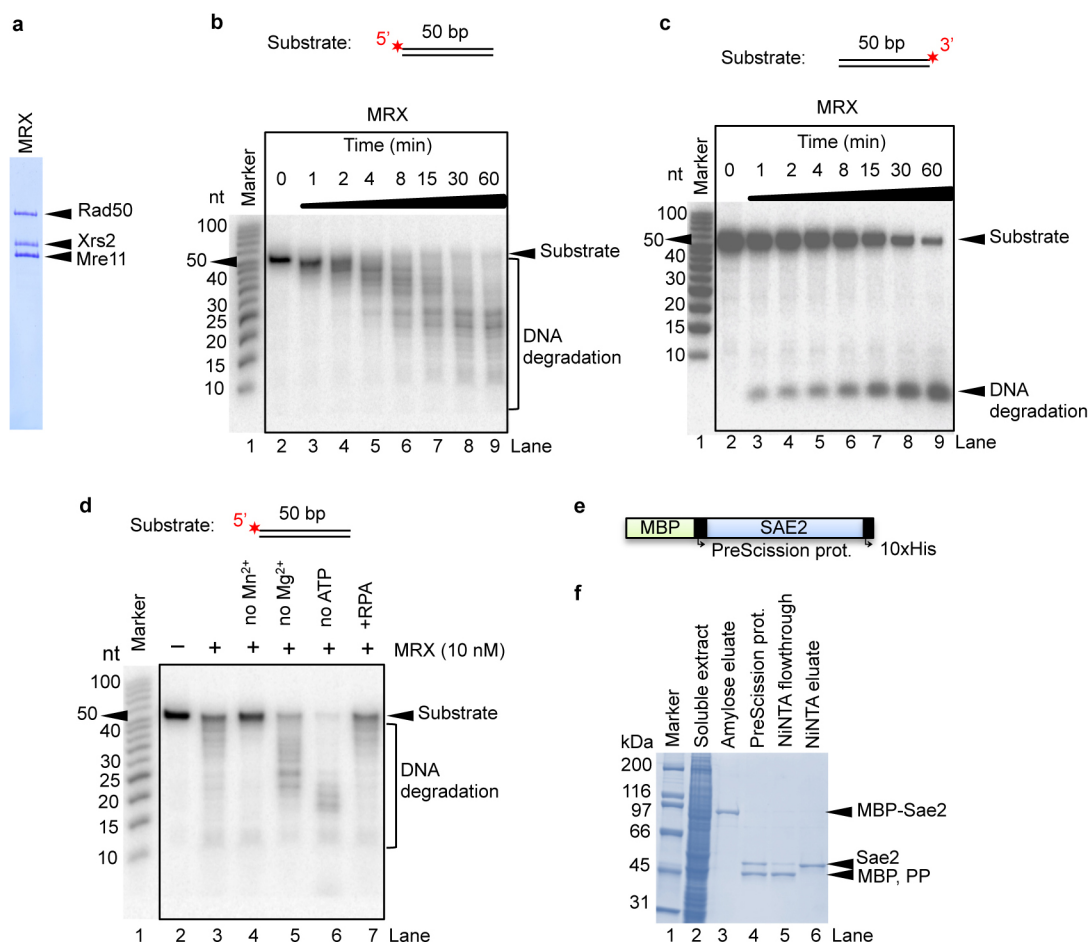 a
MRX
Rad50
Xrs2
Mre11
b
Substrate: 5’ 50 bp
MRX
Time (min)
Marker 0 1 2 4 8 15 30 60
nt
100
50
40
30
25
20
15
10
Substrate
DNA
degradation
1 2 3 4 5 6 7 8 9 Lane
c
Substrate: 50 bp 3’
MRX
Time (min)
Marker 0 1 2 4 8 15 30 60
nt
100
50
40
30
25
20
15
10
Substrate
DNA
degradation
1 2 3 4 5 6 7 8 9 Lane
d
Substrate: 5’ 50 bp
Marker no Mn2+ no Mg2+ no ATP +RPA
− + + + + + MRX (10 nM)
nt
100
50
40
30
25
20
15
10
Substrate
DNA
degradation
1 2 3 4 5 6 7 Lane
e
MBP SAE2
PreScission prot. 10xHis
f
Marker
Soluble extract
Amylose eluate
PreScission prot.
NiNTA flowthrough
NiNTA eluate
kDa
200
116
97
66
45
31
MBP-Sae2
Sae2
MBP, PP
1 2 3 4 5 6 Lane